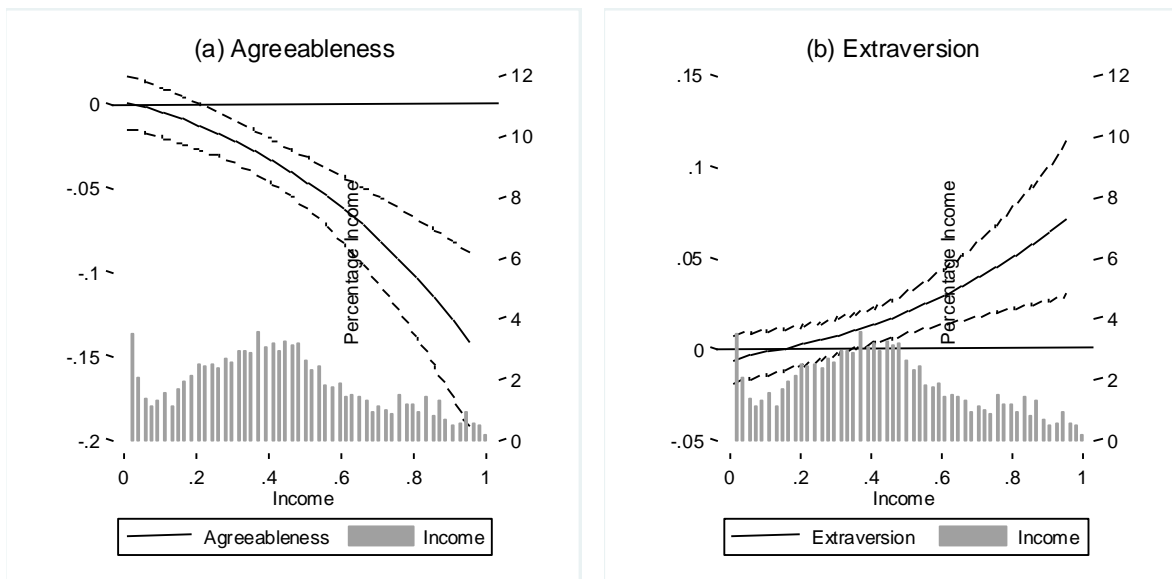 (a) Agreeableness
0
-.05
-.1
-.15
-.2
12
10
8
6
4
2
0
Percentage Income
0 .2 .4 .6 .8 1
Income
Agreeableness Income
(b) Extraversion
.15
.1
.05
0
-.05
12
10
8
6
4
2
0
Percentage Income
0 .2 .4 .6 .8 1
Income
Extraversion Income